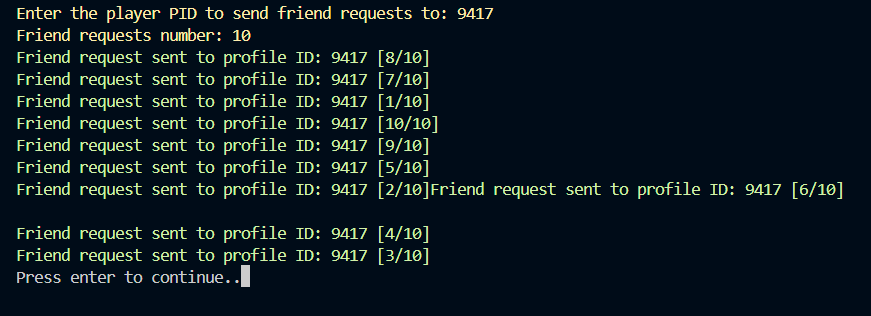 Enter the player PID to send friend requests to: 9417
Friend requests number: 10
Friend request sent to profile ID: 9417 [8/10]
Friend request sent to profile ID: 9417 [7/10]
Friend request sent to profile ID: 9417 [1/10]
Friend request sent to profile ID: 9417 [10/10]
Friend request sent to profile ID: 9417 [9/10]
Friend request sent to profile ID: 9417 [5/10]
Friend request sent to profile ID: 9417 [2/10]Friend request sent to profile ID: 9417 [6/10]
Friend request sent to profile ID: 9417 [4/10]
Friend request sent to profile ID: 9417 [3/10]
Press enter to continue..